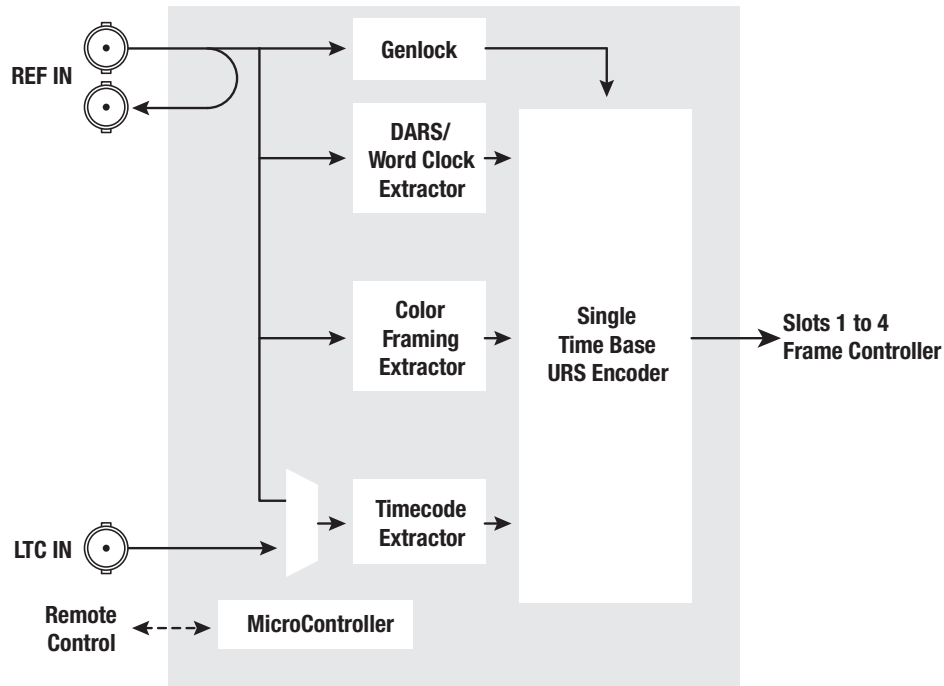 REF IN
Genlock
DARS/
Word Clock
Extractor
Color
Framing
Extractor
Single
Time Base
URS Encoder
Slots 1 to 4
Frame Controller
Timecode
Extractor
LTC IN
Remote
Control
MicroController